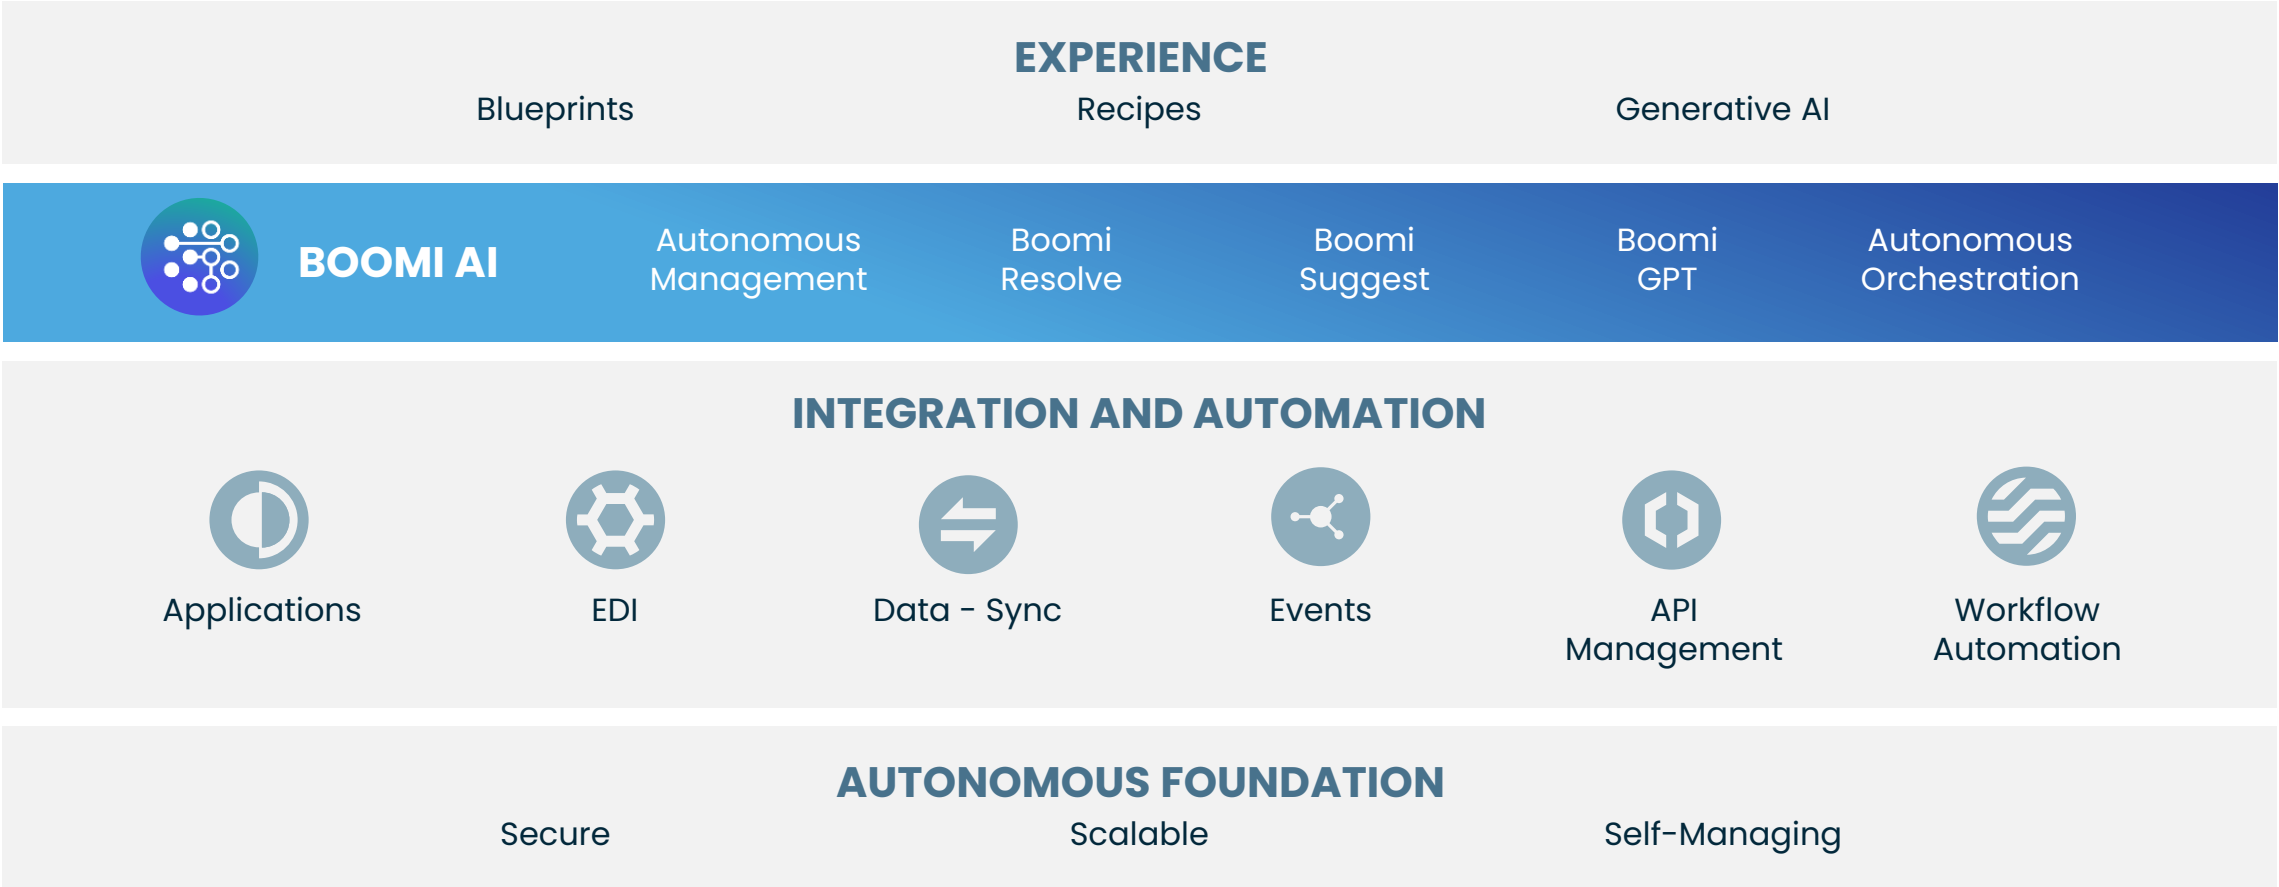 EXPERIENCE
Blueprints Recipes Generative AI
BOOMI AI
Autonomous
Management
Boomi
Resolve
Boomi
Suggest
Boomi
GPT
Autonomous
Orchestration
INTEGRATION AND AUTOMATION
Applications
EDI
Data - Sync
Events
API
Management
Workflow
Automation
AUTONOMOUS FOUNDATION
Secure Scalable Self-Managing